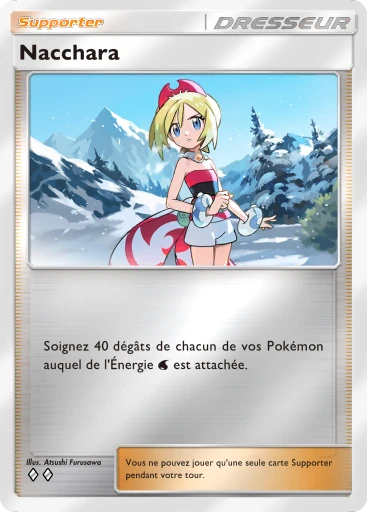 Supporter
DRESSEUR
Nacchara
Soignez 40 dégâts de chacun de vos Pokémon
auquel de l'Énergie est attachée.
Illus. Atsushi Furusawa
Vous ne pouvez jouer qu'une seule carte Supporter
pendant votre tour.